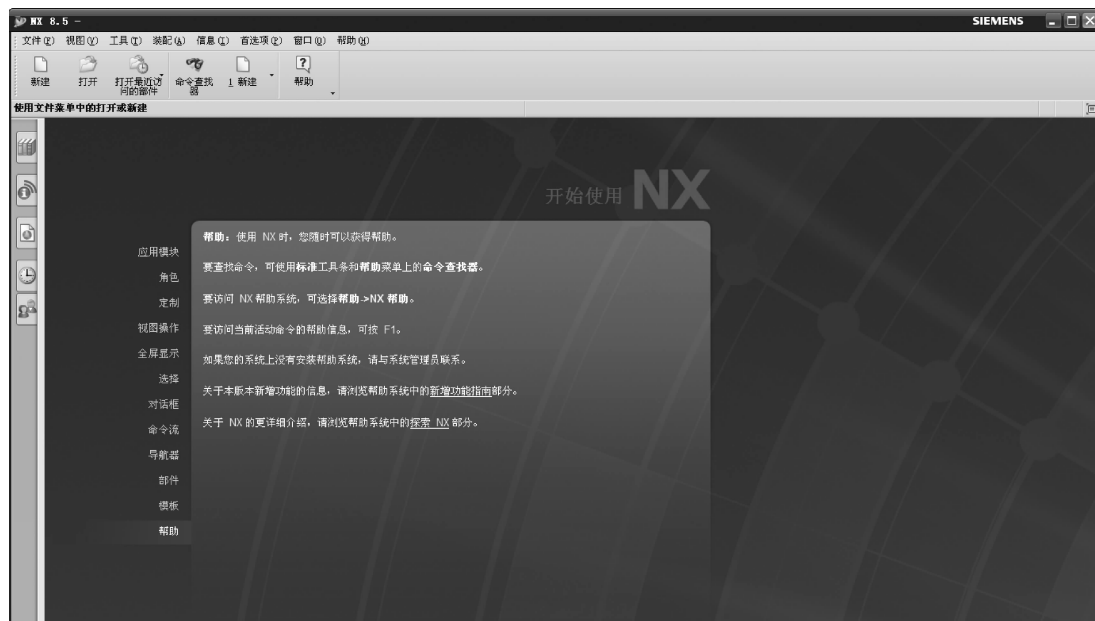 NX 8.5 - SIEMENS
文件(F) 视图(V) 工具(T) 装配(A) 信息(I) 首选项(P) 窗口(O) 帮助(H)
新建 打开 打开最近访问的部件 命令查找器 1 新建 帮助
使用文件菜单中的打开或新建
开始使用 NX
应用模块
角色
定制
视图操作
全屏显示
选择
对话框
命令流
导航器
部件
模板
帮助
帮助：使用 NX 时，您随时可以获得帮助。
要查找命令，可使用标准工具条和帮助菜单上的命令查找器。
要访问 NX 帮助系统，可选择帮助->NX 帮助。
要访问当前活动命令的帮助信息，可按 F1。
如果您的系统上没有安装帮助系统，请与系统管理员联系。
关于本版本新增功能的信息，请浏览帮助系统中的新增功能指南部分。
关于 NX 的更详细介绍，请浏览帮助系统中的探索 NX 部分。